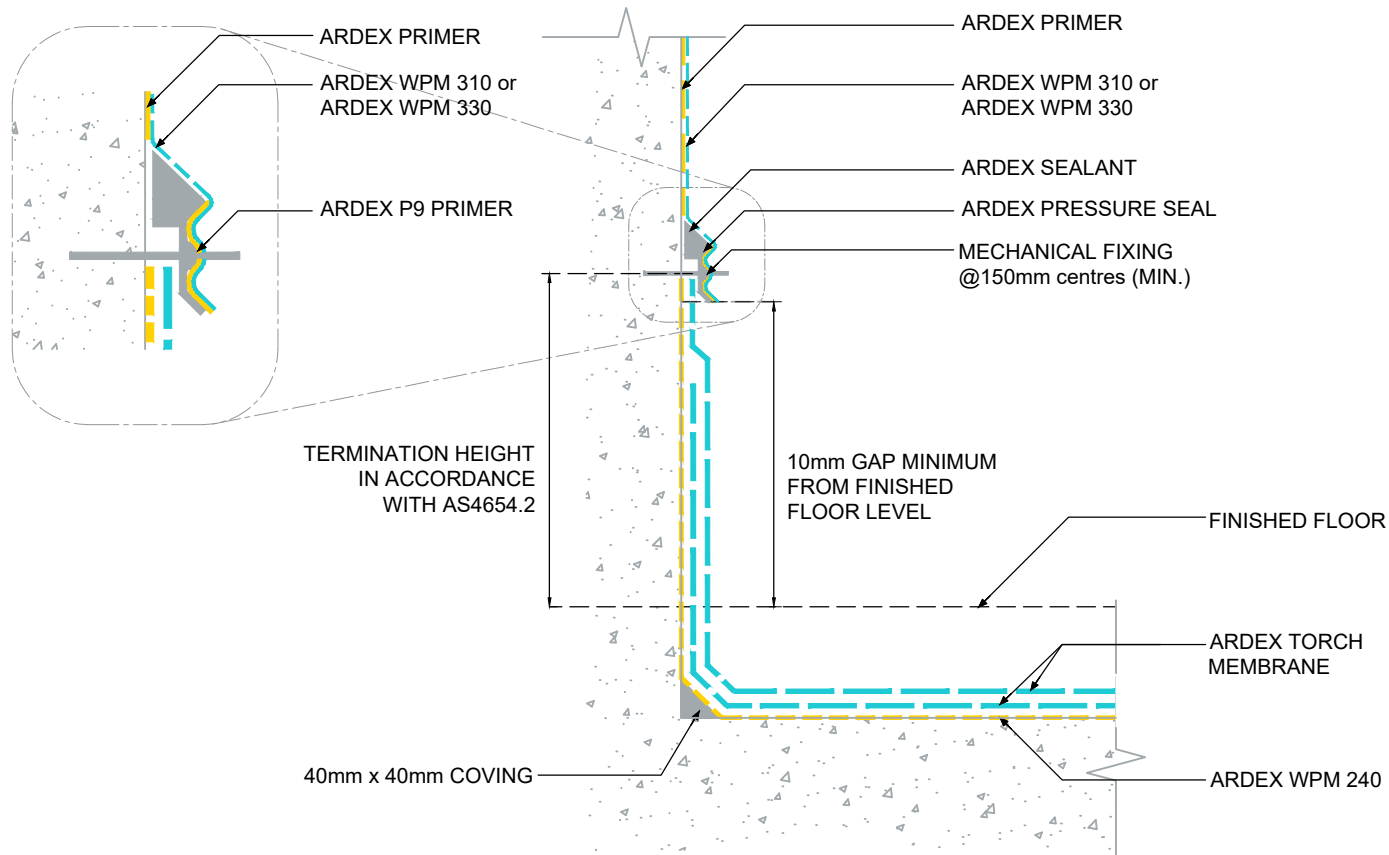 ARDEX PRIMER
ARDEX WPM 310 or
ARDEX WPM 330
ARDEX P9 PRIMER
ARDEX PRIMER
ARDEX WPM 310 or
ARDEX WPM 330
ARDEX SEALANT
ARDEX PRESSURE SEAL
MECHANICAL FIXING
@150mm centres (MIN.)
TERMINATION HEIGHT
IN ACCORDANCE
WITH AS4654.2
10mm GAP MINIMUM
FROM FINISHED
FLOOR LEVEL
FINISHED FLOOR
ARDEX TORCH
MEMBRANE
40mm x 40mm COVING
ARDEX WPM 240